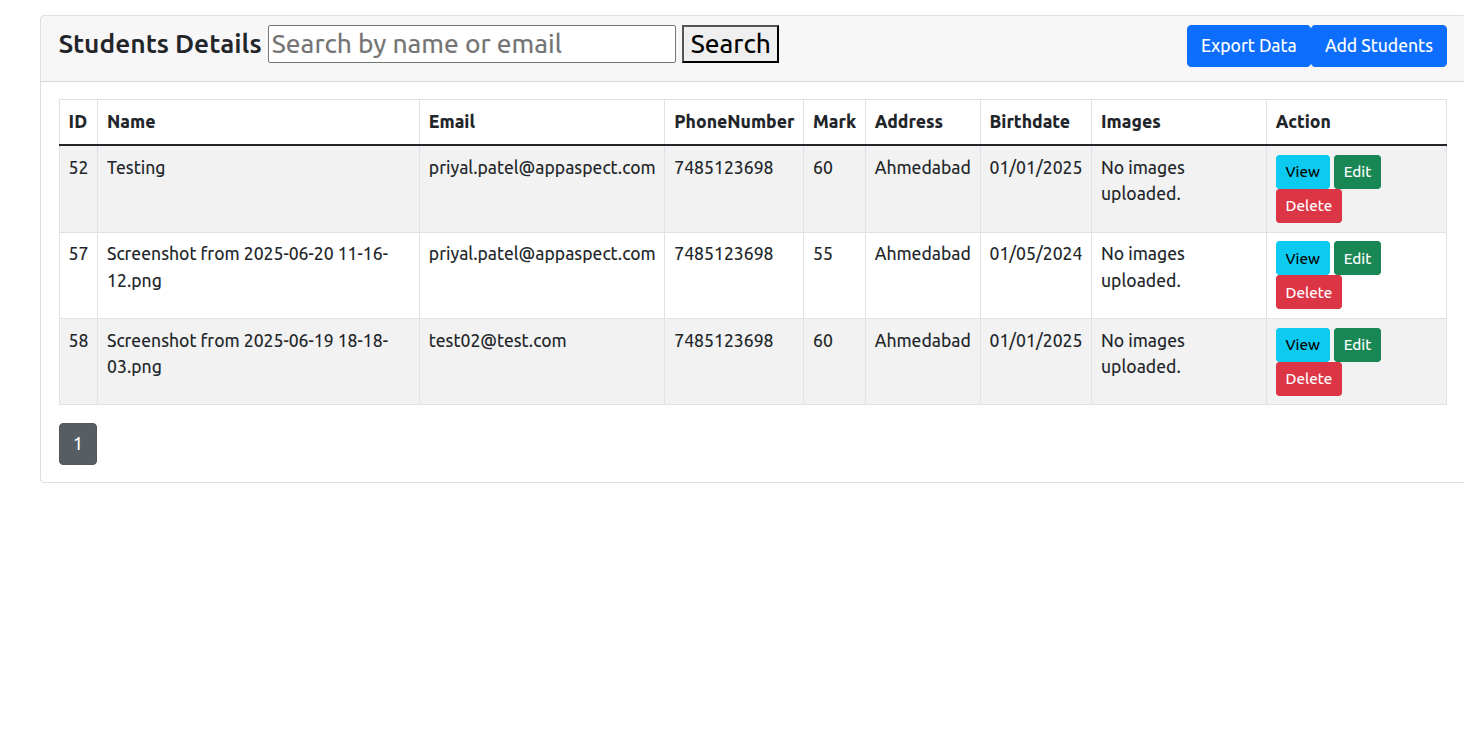 Students Details Search by name or email Search Export Data Add Students
ID Name Email PhoneNumber Mark Address Birthdate Images Action
52 Testing priyal.patel@appaspect.com 7485123698 60 Ahmedabad 01/01/2025 No images uploaded. View Edit
Delete
57 Screenshot from 2025-06-20 11-16-12.png priyal.patel@appaspect.com 7485123698 55 Ahmedabad 01/05/2024 No images uploaded. View Edit
Delete
58 Screenshot from 2025-06-19 18-18-03.png test02@test.com 7485123698 60 Ahmedabad 01/01/2025 No images uploaded. View Edit
Delete
1